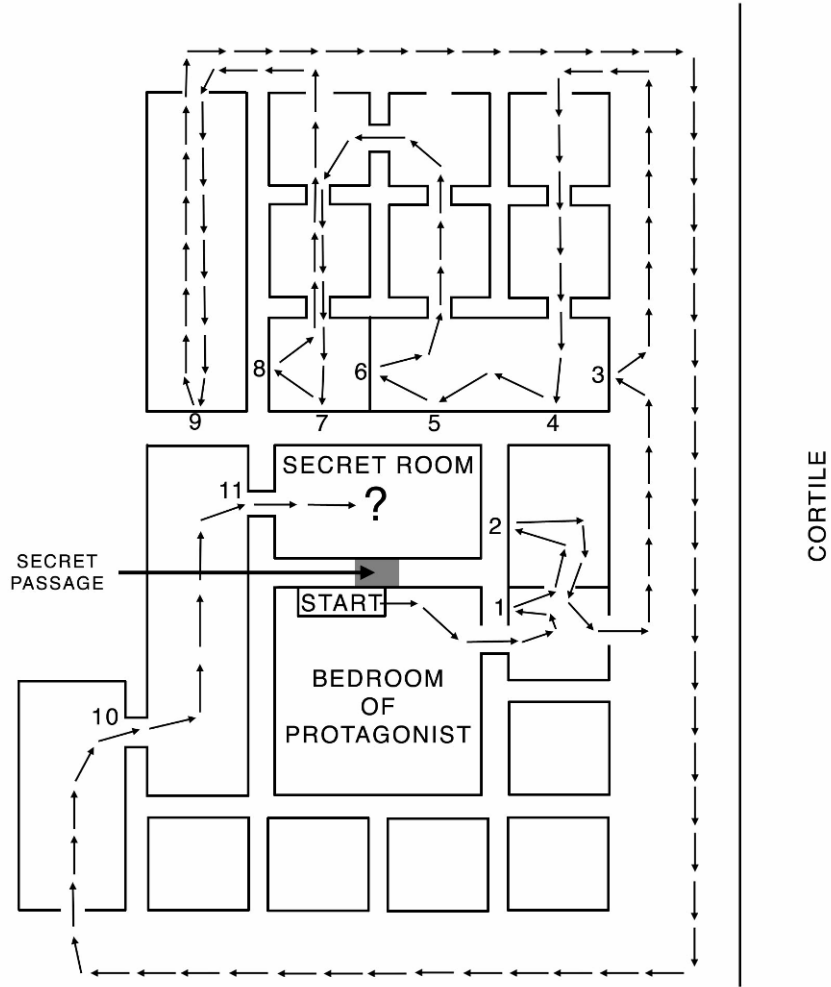 8
6
3
9
7
5
4
SECRET ROOM
11
?
2
SECRET
PASSAGE
START
1
BEDROOM
OF
PROTAGONIST
10
CORTILE